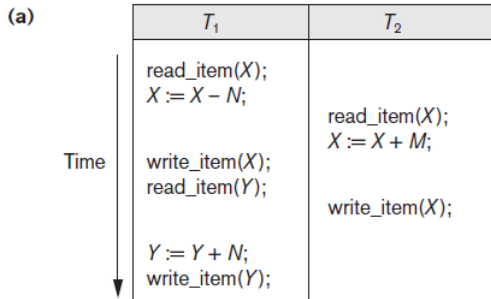 (a)
T1 T2
read_item(X);
X := X – N;
read_item(X);
X := X + M;
Time
write_item(X);
read_item(Y);
write_item(X);
Y := Y + N;
write_item(Y);